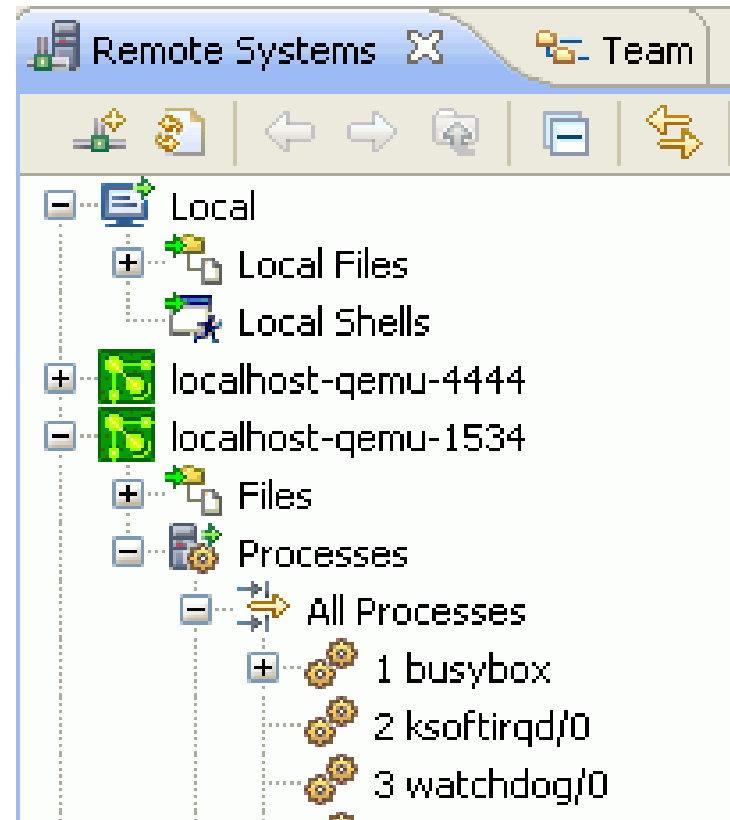 Remote Systems
Team
Local
Local Files
Local Shells
localhost-qemu-4444
localhost-qemu-1534
Files
Processes
All Processes
1 busybox
2 ksoftirqd/0
3 watchdog/0